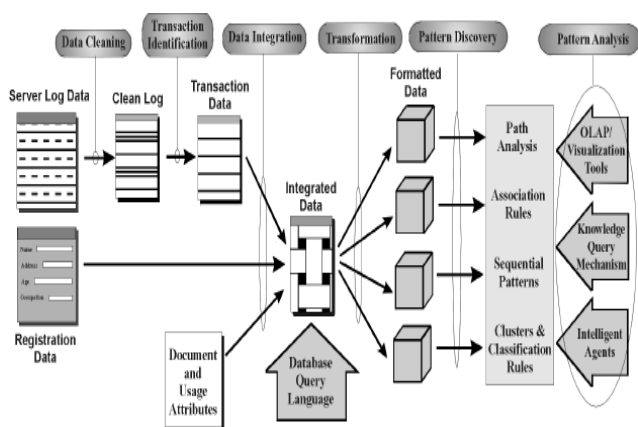 Data Cleaning
Transaction
Identification
Data Integration
Transformation
Pattern Discovery
Pattern Analysis
Server Log Data
Clean Log
Transaction
Data
Formatted
Data
Integrated
Data
Path
Analysis
Association
Rules
Sequential
Patterns
Clusters &
Classification
Rules
OLAP/
Visualization
Tools
Knowledge
Query
Mechanism
Intelligent
Agents
Name
Address
Age
Occupation
Registration
Data
Document
and
Usage
Attributes
Database
Query
Language